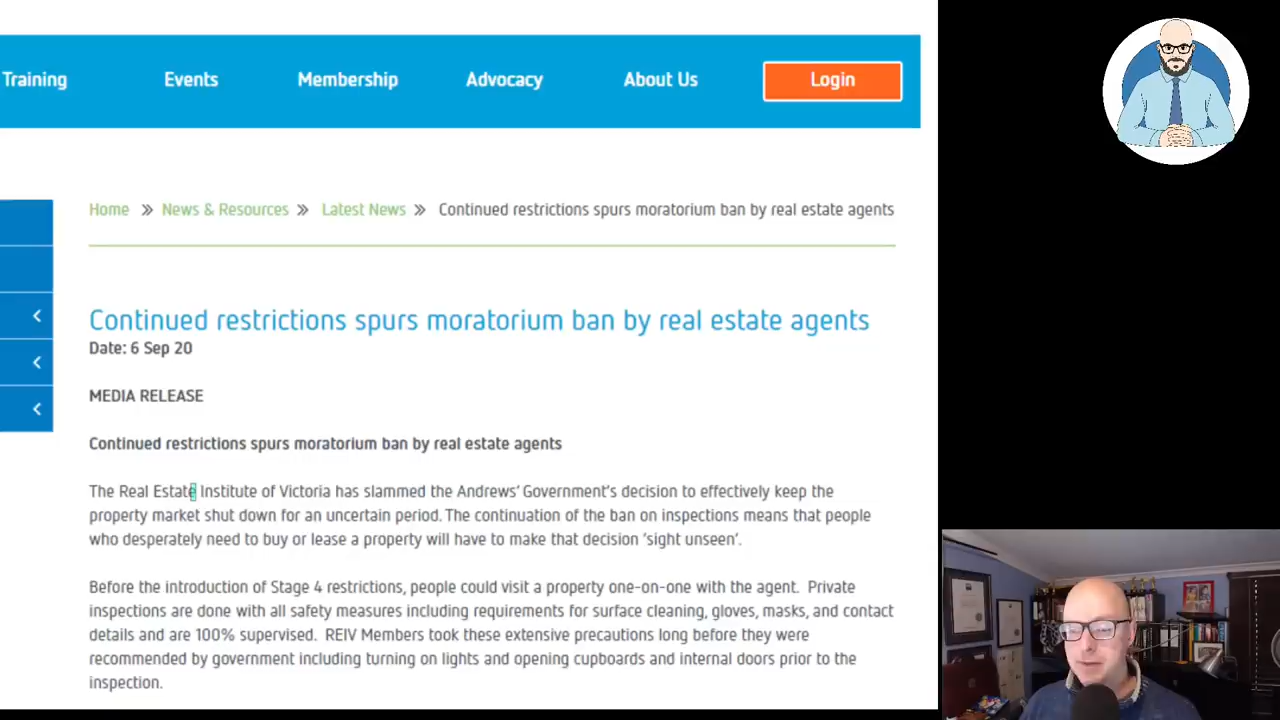 Training Events Membership Advocacy About Us Login
Home » News & Resources » Latest News » Continued restrictions spurs moratorium ban by real estate agents
Continued restrictions spurs moratorium ban by real estate agents
Date: 6 Sep 20
MEDIA RELEASE
Continued restrictions spurs moratorium ban by real estate agents
The Real Estate Institute of Victoria has slammed the Andrews' Government's decision to effectively keep the
property market shut down for an uncertain period. The continuation of the ban on inspections means that people
who desperately need to buy or lease a property will have to make that decision 'sight unseen'.
Before the introduction of Stage 4 restrictions, people could visit a property one-on-one with the agent. Private
inspections are done with all safety measures including requirements for surface cleaning, gloves, masks, and contact
details and are 100% supervised. REIV Members took these extensive precautions long before they were
recommended by government including turning on lights and opening cupboards and internal doors prior to the
inspection.